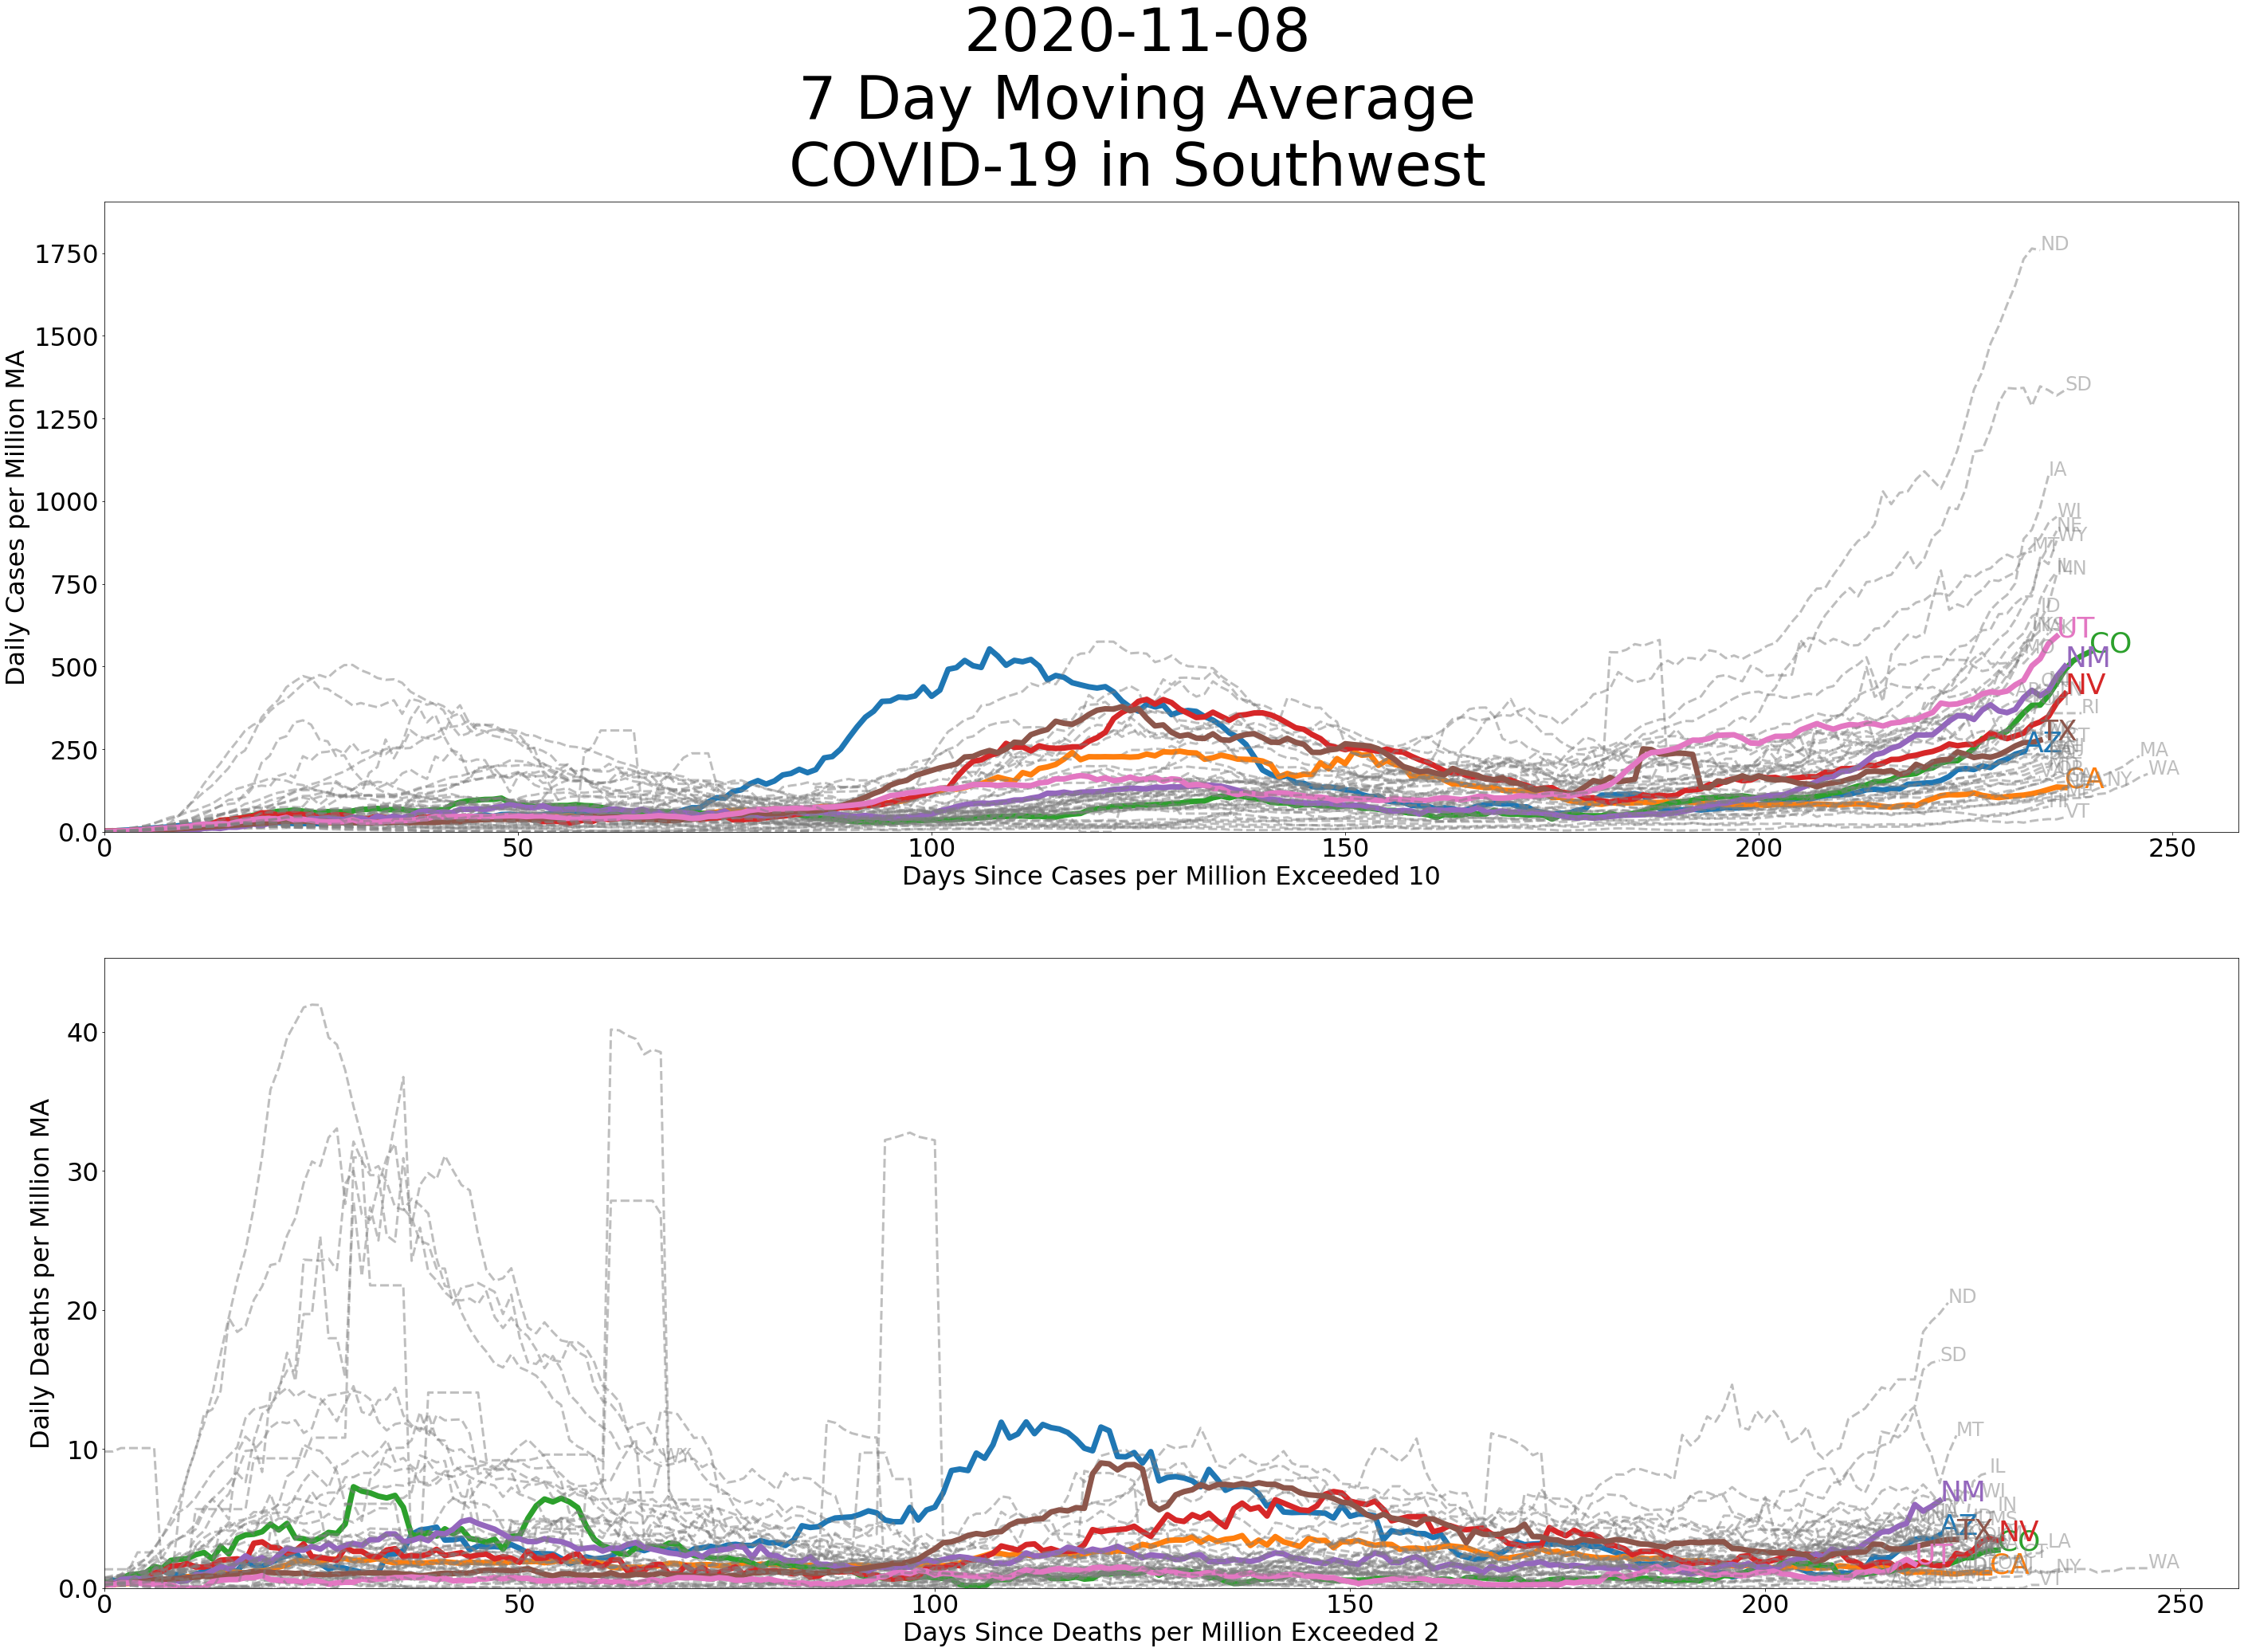 2020-11-08
7 Day Moving Average
COVID-19 in Southwest
Daily Cases per Million MA
1750
1500
1250
1000
750
500
250
0.0
0 50 100 150 200 250
Days Since Cases per Million Exceeded 10
ND
SD
IA
WI
NE
WY
MT
MN
ID
UT
CO
NM
NV
RI
TX
AZ
MA
WA
CA
NY
VT
Daily Deaths per Million MA
40
30
20
10
0.0
0 50 100 150 200 250
Days Since Deaths per Million Exceeded 2
ND
SD
MT
WY
IL
WI
NM
IN
AZ
TX
NV
CO
LA
UT
CA
NY
WA
VT